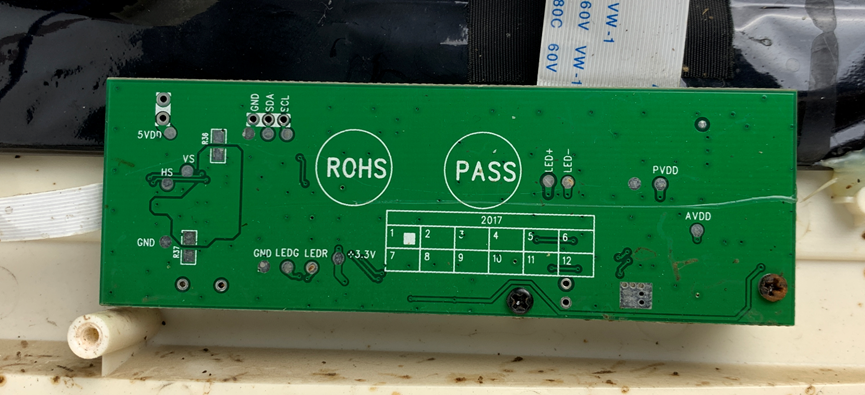 VW-1
60V VW-1
80C 60V
GND
SDA
SCL
5VDD
R36
VS
HS
ROHS
PASS
LED+
LED-
PVDD
AVDD
2017
1 2 3 4 5 6
7 8 9 10 11 12
GND
R37
GND LEDG LEDR +3.3V